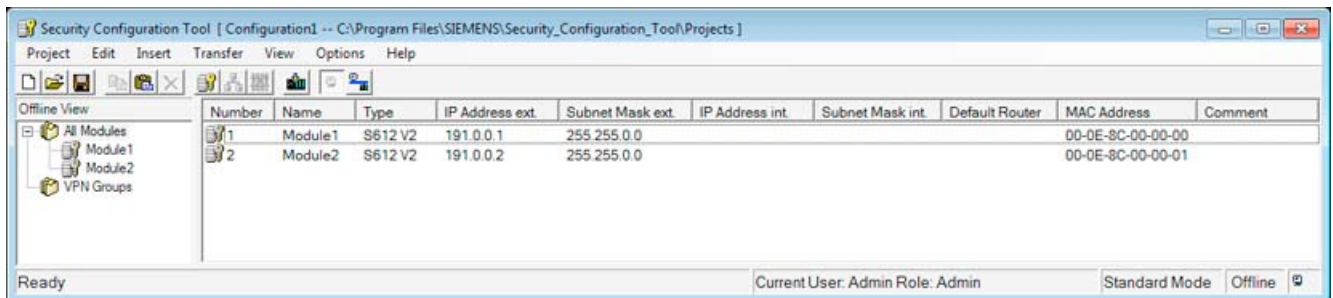 Security Configuration Tool [ Configuration1 -- C:\Program Files\SIEMENS\Security_Configuration_Tool\Projects ]
Project Edit Insert Transfer View Options Help
Offline View
All Modules
Module1
Module2
VPN Groups
Number Name Type IP Address ext. Subnet Mask ext. IP Address int. Subnet Mask int. Default Router MAC Address Comment
1 Module1 S612 V2 191.0.0.1 255.255.0.0 00-0E-8C-00-00-00
2 Module2 S612 V2 191.0.0.2 255.255.0.0 00-0E-8C-00-00-01
Ready Current User: Admin Role: Admin Standard Mode Offline